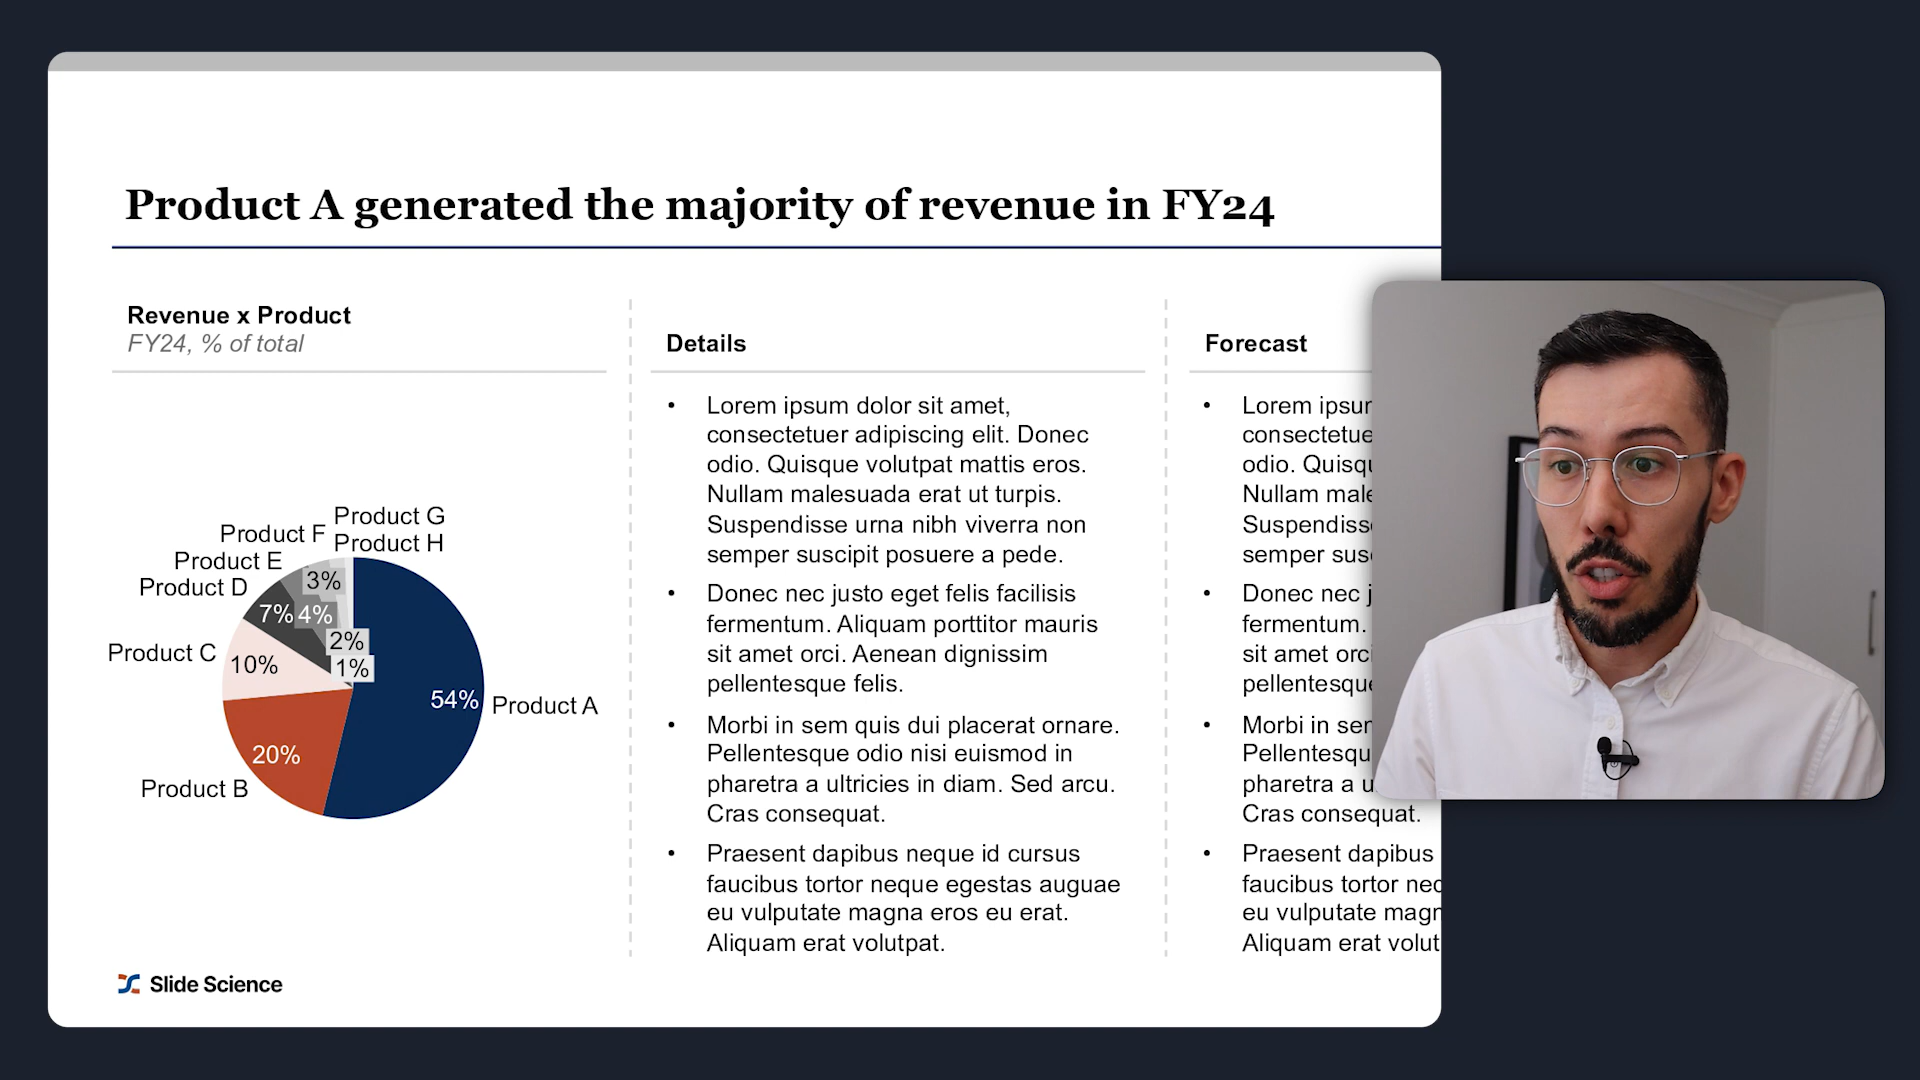 Product A generated the majority of revenue in FY24
Revenue x Product
FY24, % of total
Product G
Product F
Product H
Product E
3%
Product D
7%
4%
2%
Product C
10%
1%
54%
Product A
20%
Product B
Details
• Lorem ipsum dolor sit amet,
consectetuer adipiscing elit. Donec
odio. Quisque volutpat mattis eros.
Nullam malesuada erat ut turpis.
Suspendisse urna nibh viverra non
semper suscipit posuere a pede.
• Donec nec justo eget felis facilisis
fermentum. Aliquam porttitor mauris
sit amet orci. Aenean dignissim
pellentesque felis.
• Morbi in sem quis dui placerat ornare.
Pellentesque odio nisi euismod in
pharetra a ultricies in diam. Sed arcu.
Cras consequat.
• Praesent dapibus neque id cursus
faucibus tortor neque egestas auguae
eu vulputate magna eros eu erat.
Aliquam erat volutpat.
Forecast
• Lorem
odio.
Nullam
semper
• Donec nec
fermentum.
sit amet
• Morbi in
pharetra a
Cras consequat.
• Praesent dapibus
faucibus tortor
eu vulputate
Aliquam erat
Slide Science